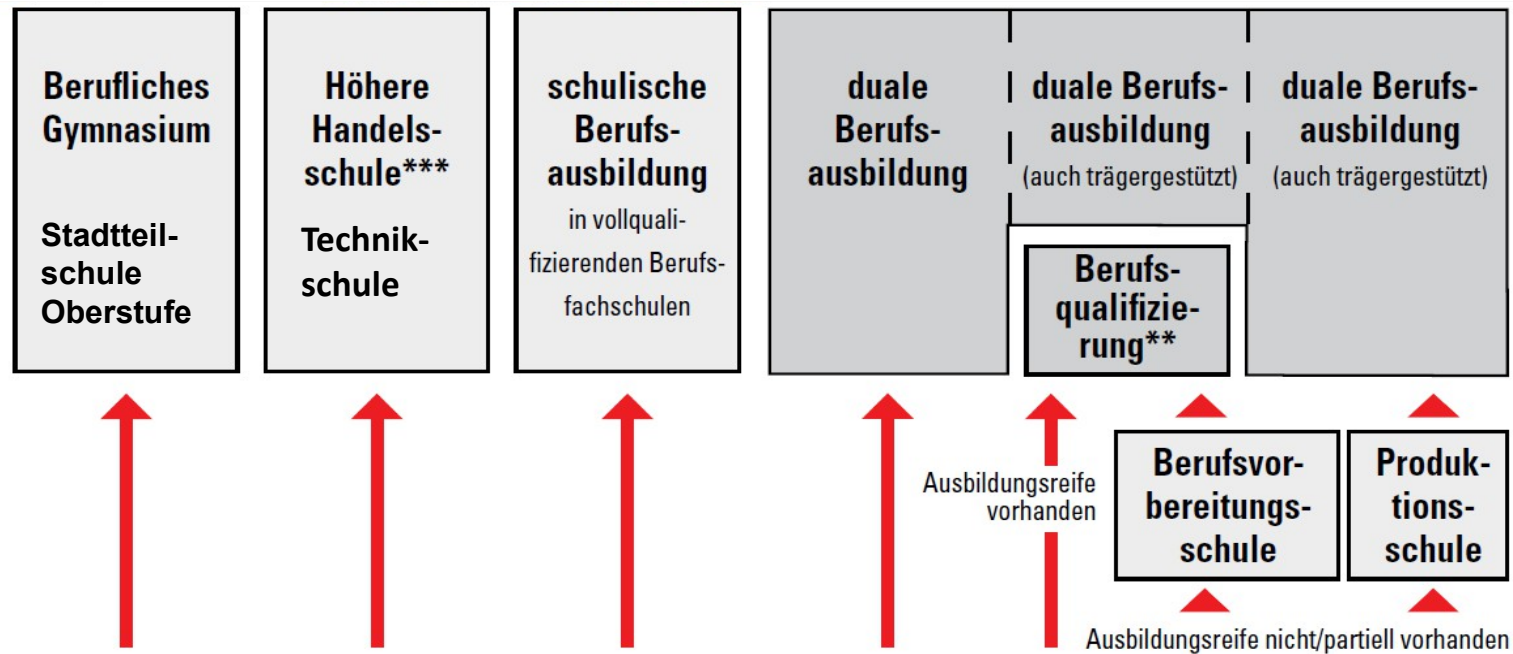 Berufliches
Gymnasium
Stadtteil-
schule
Oberstufe
Höhere
Handels-
schule***
Technik-
schule
schulische
Berufs-
ausbildung
in vollquali-
fizierenden Berufs-
fachschulen
duale
Berufs-
ausbildung
duale Berufs-
ausbildung
(auch trägergestützt)
duale Berufs-
ausbildung
(auch trägergestützt)
Berufs-
qualifizie-
rung**
Ausbildungsreife
vorhanden
Berufsvor-
bereitungs-
schule
Produk-
tions-
schule
Ausbildungsreife nicht/partiell vorhanden